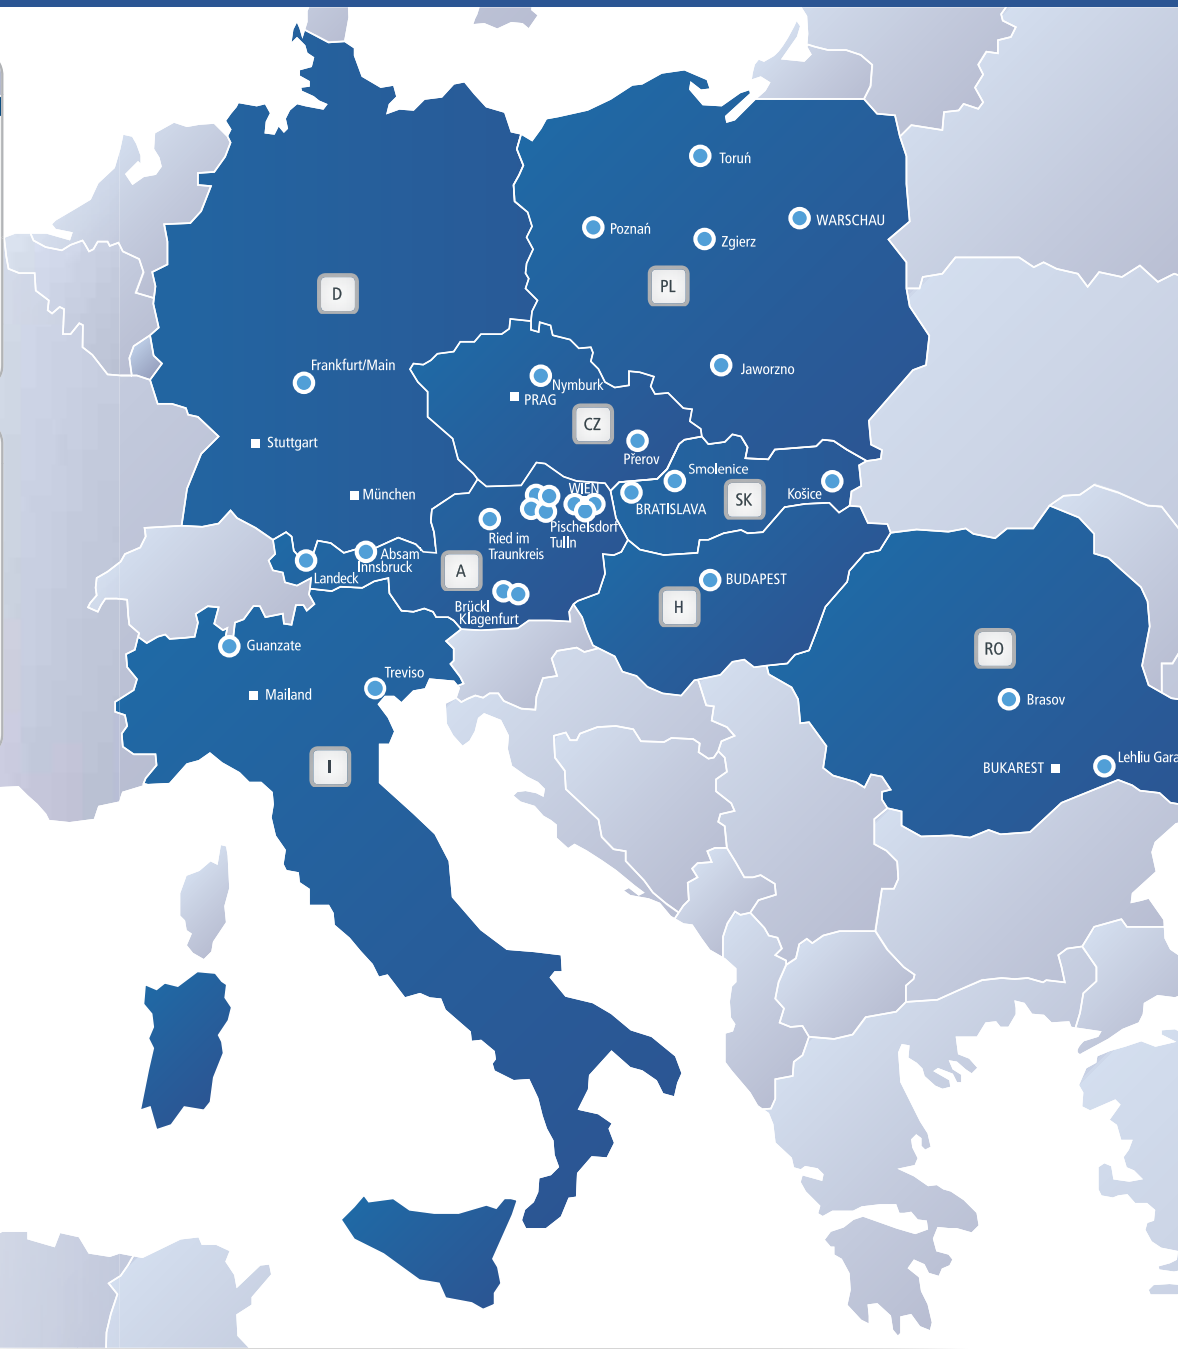 Toruń
Poznań
WARSCHAU
Zgierz
PL
D
Frankfurt/Main
Jaworzno
Nymburk
PRAG
CZ
Stuttgart
Přerov
Smolenice
München
WIEN
SK
Košice
BRATISLAVA
Pischelsdorf
Tulln
Ried im
Traunkreis
Absam
Innsbruck
Landeck
A
BUDAPEST
H
Brückl
Klagenfurt
Guanzate
RO
Treviso
Mailand
Brasov
I
BUKAREST
Lehliu Gara